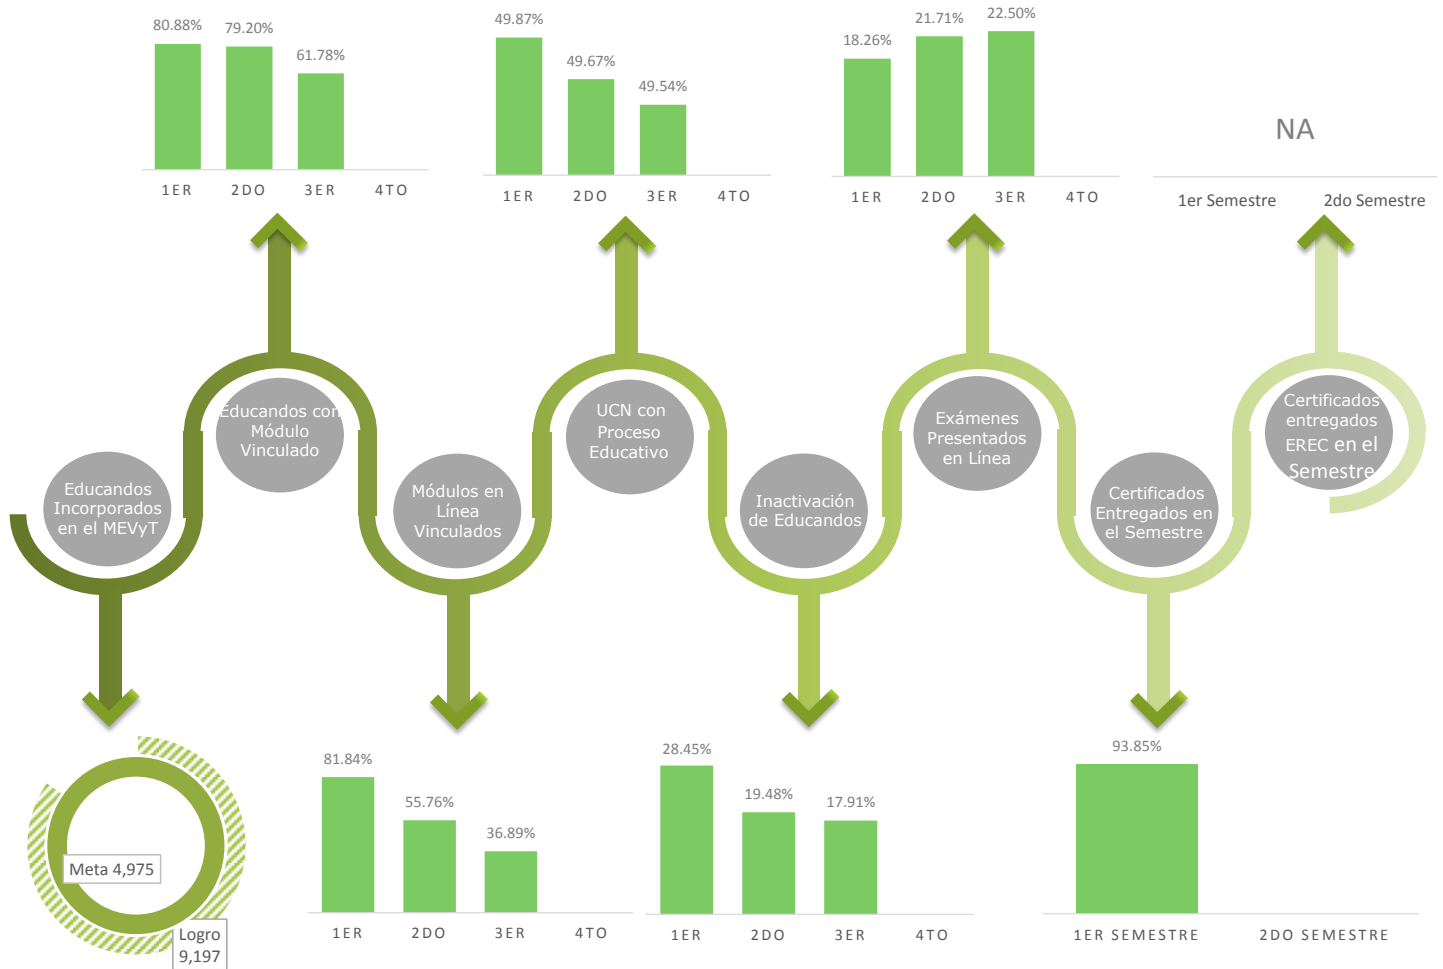 80.88%
79.20%
61.78%
1ER
2DO
3ER
4TO
49.87%
49.67%
49.54%
1ER
2DO
3ER
4TO
18.26%
21.71%
22.50%
1ER
2DO
3ER
4TO
NA
1er Semestre
2do Semestre
Educandos
Incorporados
en el MEVyT
Educandos con
Módulo
Vinculado
Módulos en
Línea
Vinculados
UCN con
Proceso
Educativo
Inactivación
de Educandos
Exámenes
Presentados
en Línea
Certificados
Entregados en
el Semestre
Certificados
entregados
EREC en el
Semestre
Meta 4,975
Logro
9,197
81.84%
55.76%
36.89%
1ER
2DO
3ER
4TO
28.45%
19.48%
17.91%
1ER
2DO
3ER
4TO
93.85%
1ER SEMESTRE
2DO SEMESTRE